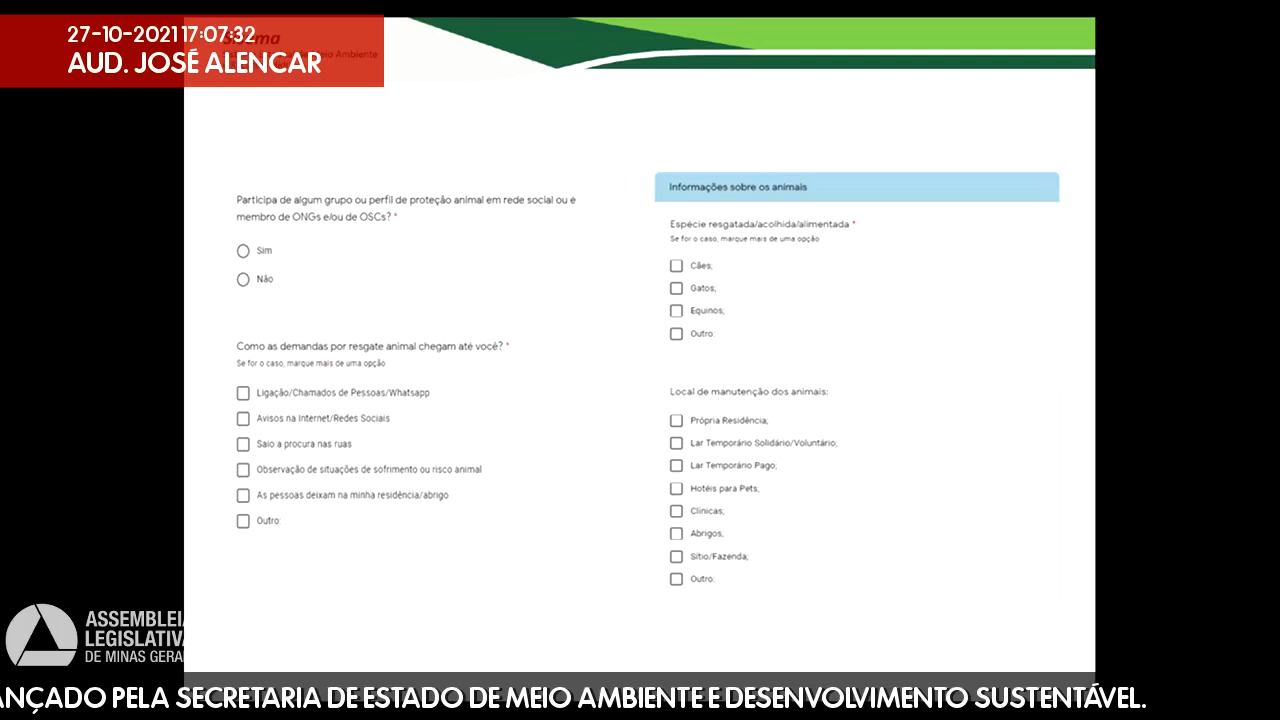 27-10-2021 17:07:32
AUD. JOSÉ ALENCAR
Meio Ambiente
Participa de algum grupo ou perfil de proteção animal em rede social ou é
membro de ONGs e/ou de OSCs? *
Sim
Não
Como as demandas por resgate animal chegam até você? *
Se for o caso, marque mais de uma opção
Ligação/Chamados de Pessoas/Whatsapp
Avisos na Internet/Redes Sociais
Saio a procura nas ruas
Observação de situações de sofrimento ou risco animal
As pessoas deixam na minha residência/abrigo
Outro:
Informações sobre os animais
Espécie resgatada/acolhida/alimentada *
Se for o caso, marque mais de uma opção
Cães;
Gatos;
Equinos;
Outro:
Local de manutenção dos animais:
Própria Residência;
Lar Temporário Solidário/Voluntário;
Lar Temporário Pago;
Hotéis para Pets;
Clínicas;
Abrigos;
Sítio/Fazenda;
Outro:
ASSEMBLEIA
LEGISLATIVA
DE MINAS GERAIS
ANÇADO PELA SECRETARIA DE ESTADO DE MEIO AMBIENTE E DESENVOLVIMENTO SUSTENTÁVEL.